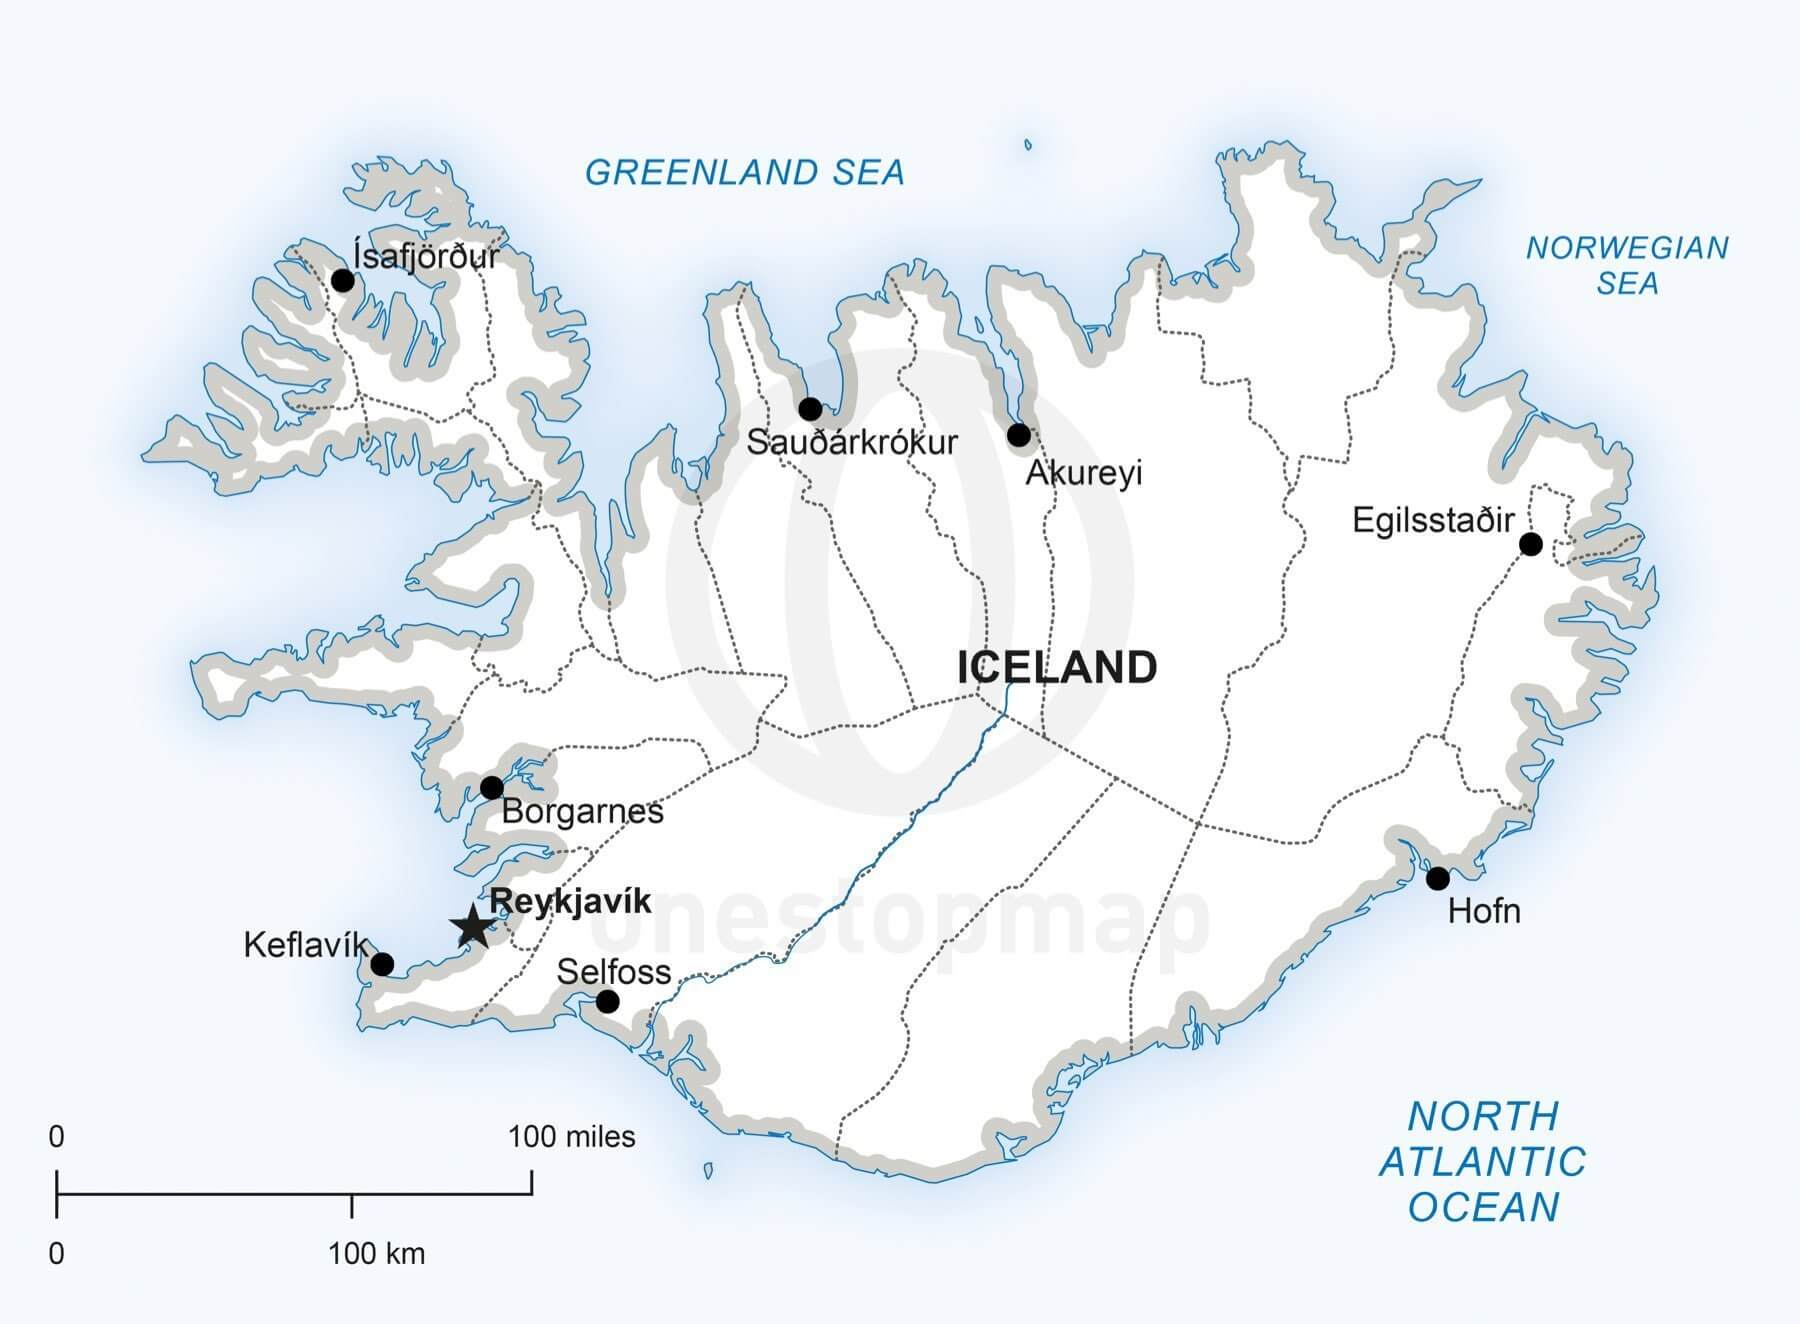 GREENLAND SEA
NORWEGIAN
SEA
Ísafjörður
Sauðárkrókur
Akureyi
Egilsstaðir
ICELAND
Borgarnes
Reykjavík
onestopmap
Keflavík
Hofn
Selfoss
NORTH
ATLANTIC
OCEAN
0 100 miles
0 100 km